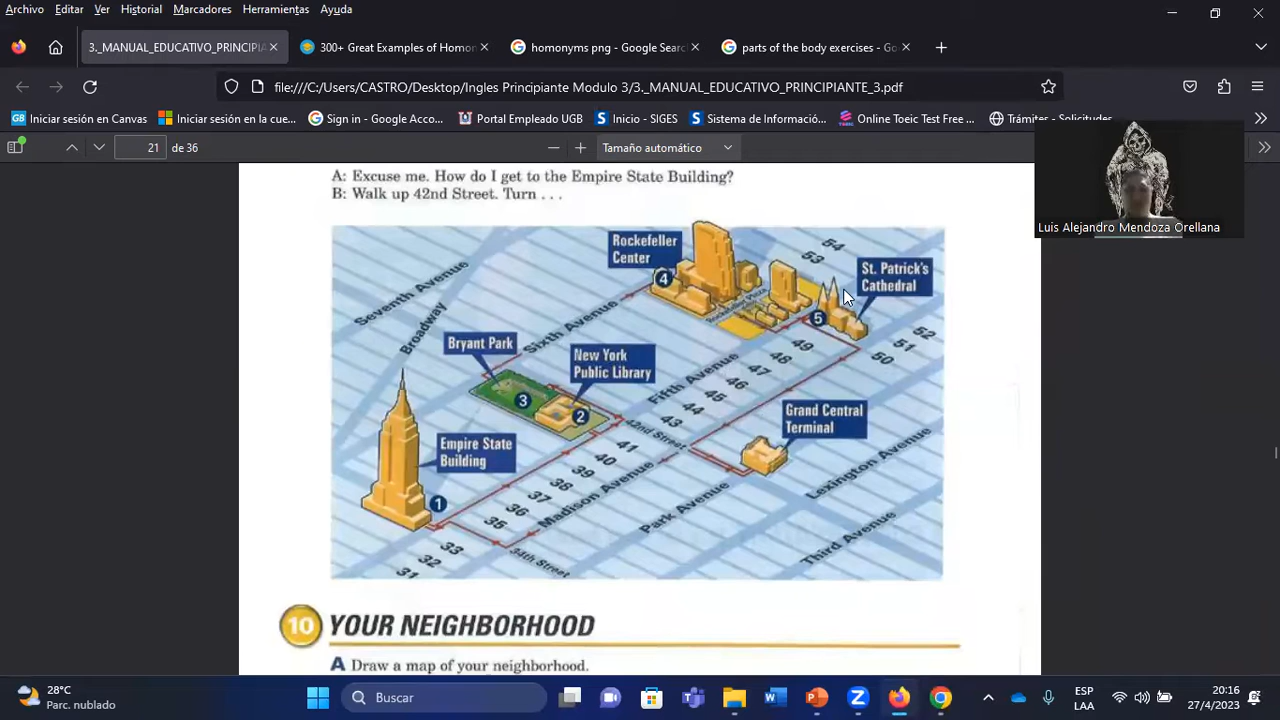 Archivo Editar Ver Historial Marcadores Herramientas Ayuda
3._MANUAL_EDUCATIVO_PRINCIPIA
300+ Great Examples of Homon
homonyms png - Google Searc
parts of the body exercises - Go
file:///C:/Users/CASTRO/Desktop/Ingles Principiante Modulo 3/3._MANUAL_EDUCATIVO_PRINCIPIANTE_3.pdf
GB Iniciar sesión en Canvas
Iniciar sesión en la cue...
Sign in - Google Acco...
Portal Empleado UGB
S Inicio - SIGES
S Sistema de Informació...
Online Toeic Test Free ...
Trámites - Solicitudes
21 de 36
Tamaño automático
Luis Alejandro Mendoza Orellana
A: Excuse me. How do I get to the Empire State Building?
B: Walk up 42nd Street. Turn . . .
Rockefeller
Center
4
54
53
St. Patrick's
Cathedral
5
Rockefeller Plaza
Seventh Avenue
Broadway
Sixth Avenue
Bryant Park
New York
Public Library
3
2
Fifth Avenue
52
51
50
49
48
47
46
45
44
43
42nd Street
41
40
39
38
37
36
35
Grand Central
Terminal
Empire State
Building
1
Madison Avenue
Park Avenue
Lexington Avenue
Third Avenue
34th Street
33
32
31
10 YOUR NEIGHBORHOOD
A Draw a map of your neighborhood.
28°C
Parc. nublado
Buscar
ESP
LAA
20:16
27/4/2023